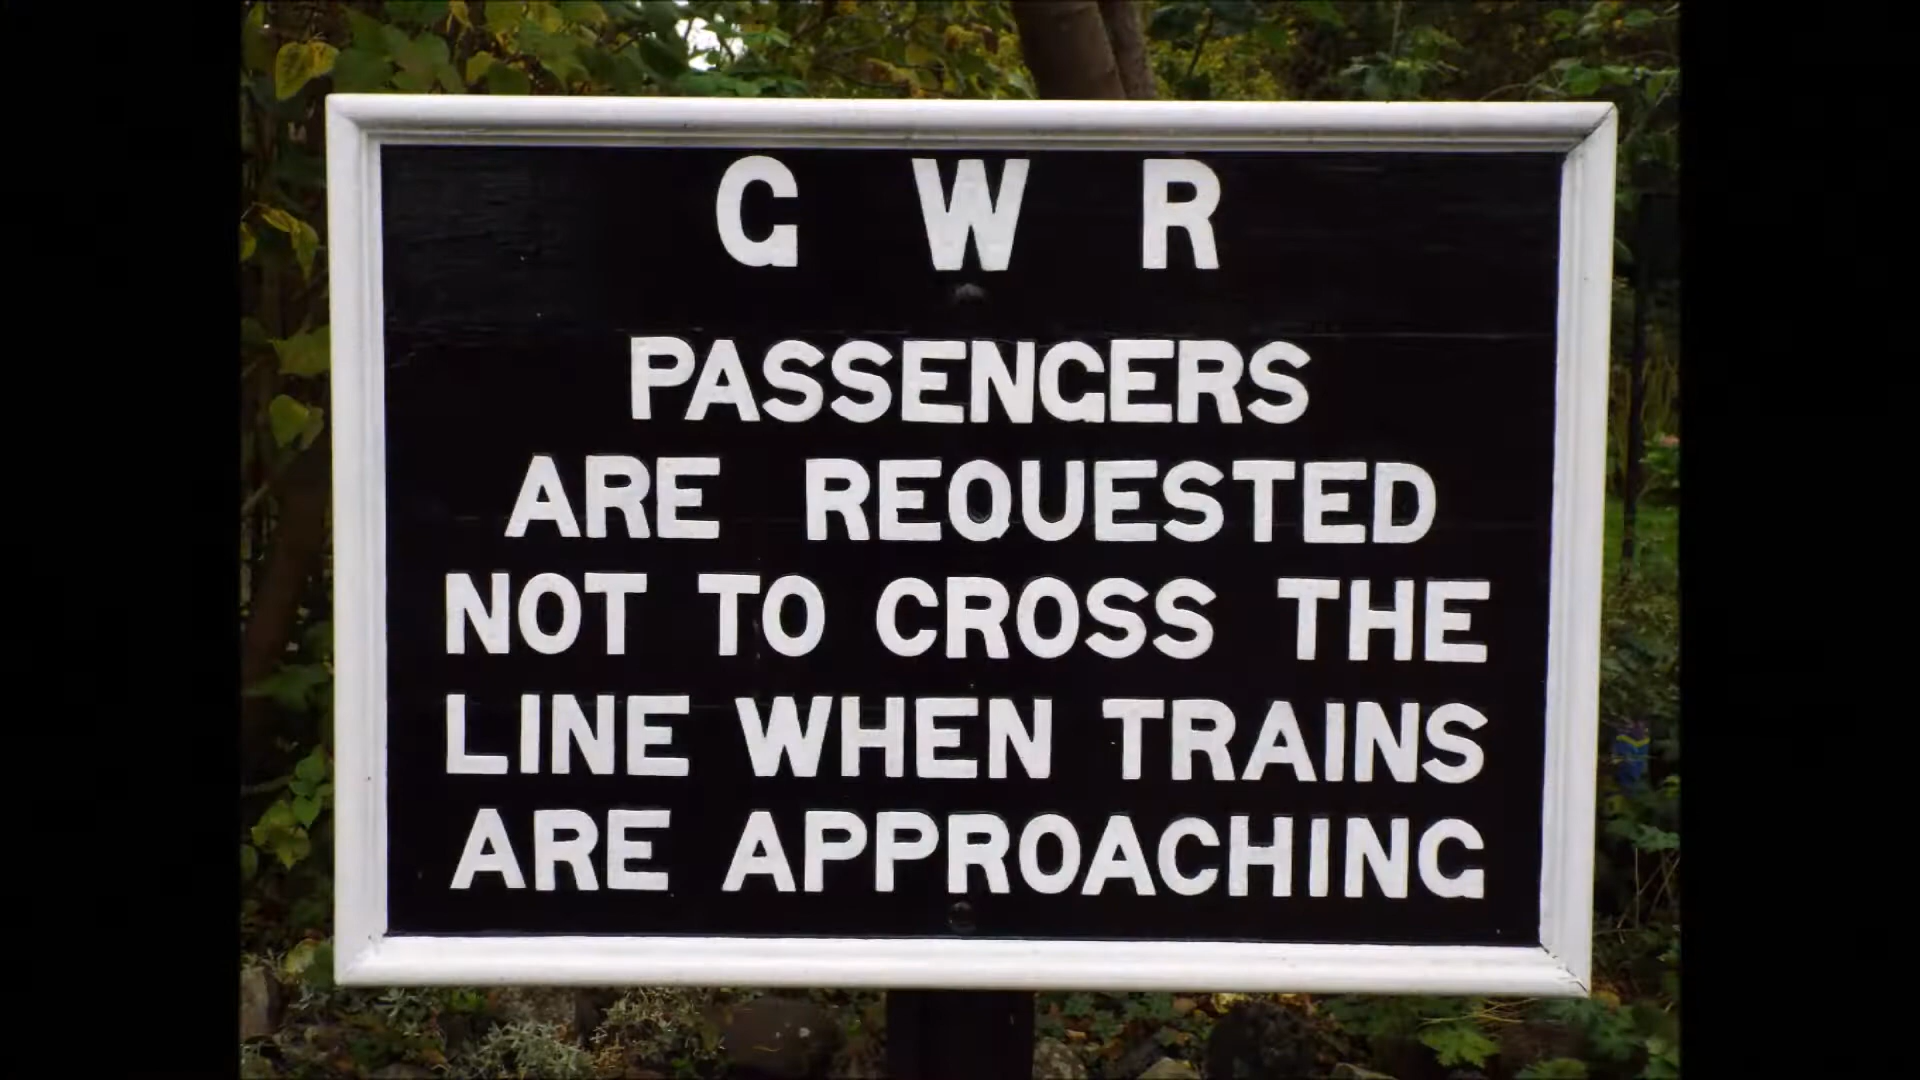 G W R
PASSENGERS
ARE REQUESTED
NOT TO CROSS THE
LINE WHEN TRAINS
ARE APPROACHING